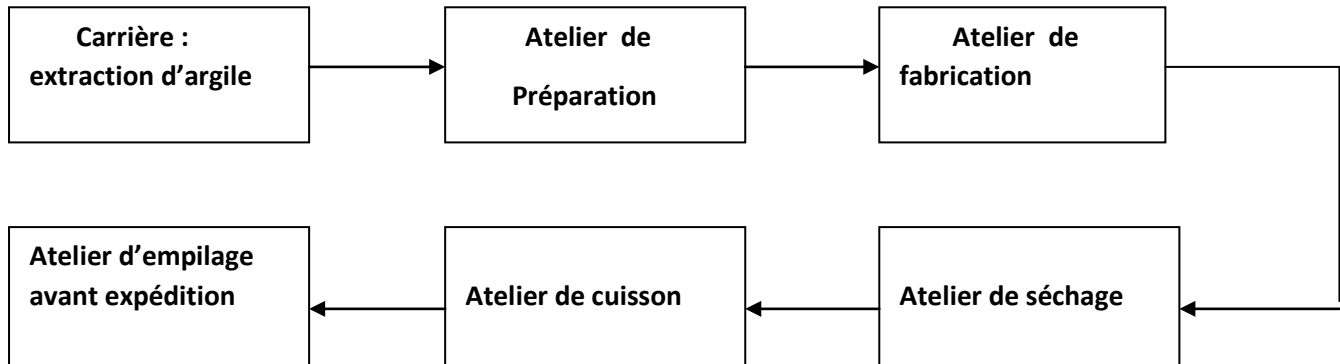 Carrière :
extraction d’argile
Atelier de
Préparation
Atelier de
fabrication
Atelier d’empilage
avant expédition
Atelier de cuisson
Atelier de séchage